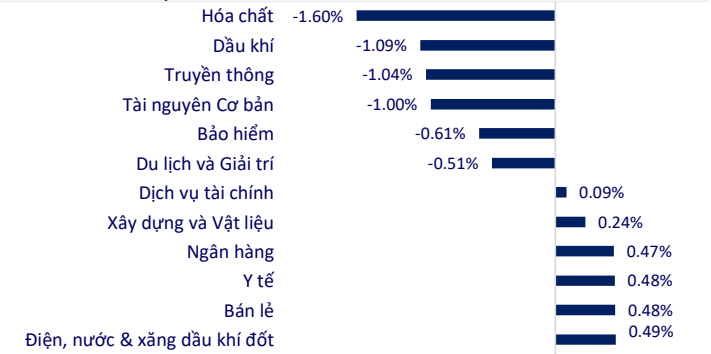 Hóa chất -1.60%
Dầu khí -1.09%
Truyền thông -1.04%
Tài nguyên Cơ bản -1.00%
Bảo hiểm -0.61%
Du lịch và Giải trí -0.51%
Dịch vụ tài chính 0.09%
Xây dựng và Vật liệu 0.24%
Ngân hàng 0.47%
Y tế 0.48%
Bán lẻ 0.48%
Điện, nước & xăng dầu khí đốt 0.49%